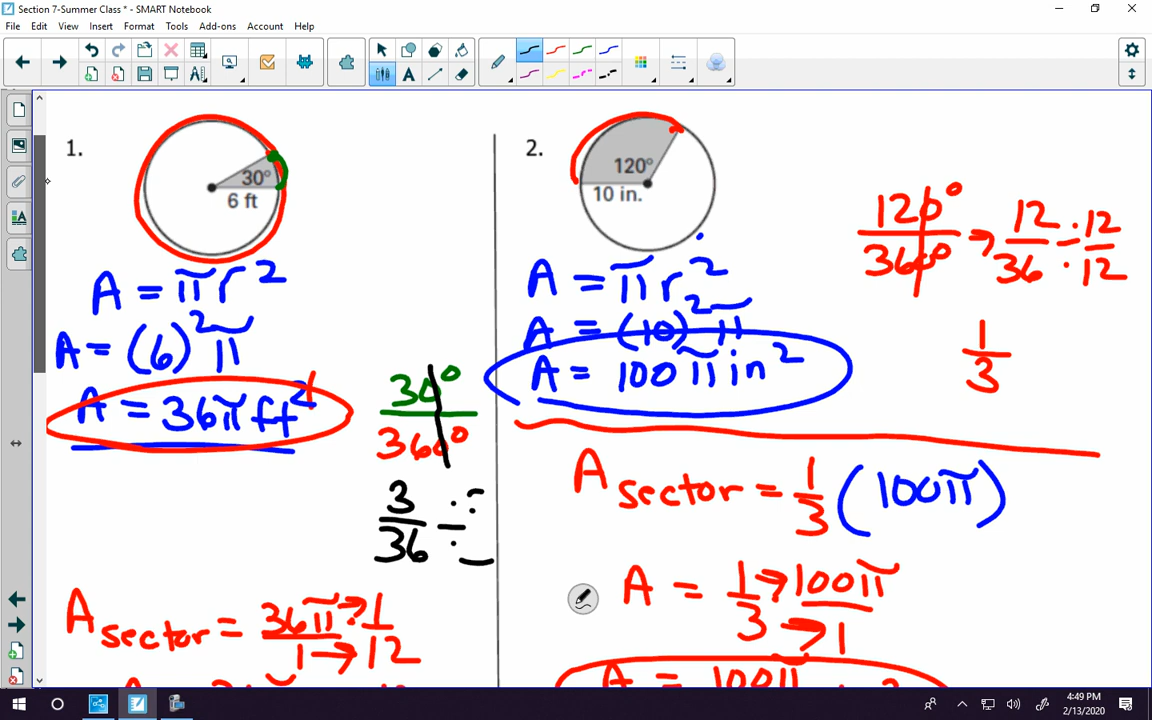 Section 7-Summer Class * - SMART Notebook
File Edit View Insert Format Tools Add-ons Account Help
1.
30°
6 ft
A = πr²
A = (6)²π
A = 36πft²
30°
360°
3
36
÷
A sector = 36π → 1
1 → 12
2.
120°
10 in.
A = πr²
A = (10)²π
A = 100πin²
120° → 12 ÷ 12
360° 36 ÷ 12
1
3
A sector = 1/3 (100π)
A = 1 → 100π
3 → 1
A = 100π
4:49 PM
2/13/2020